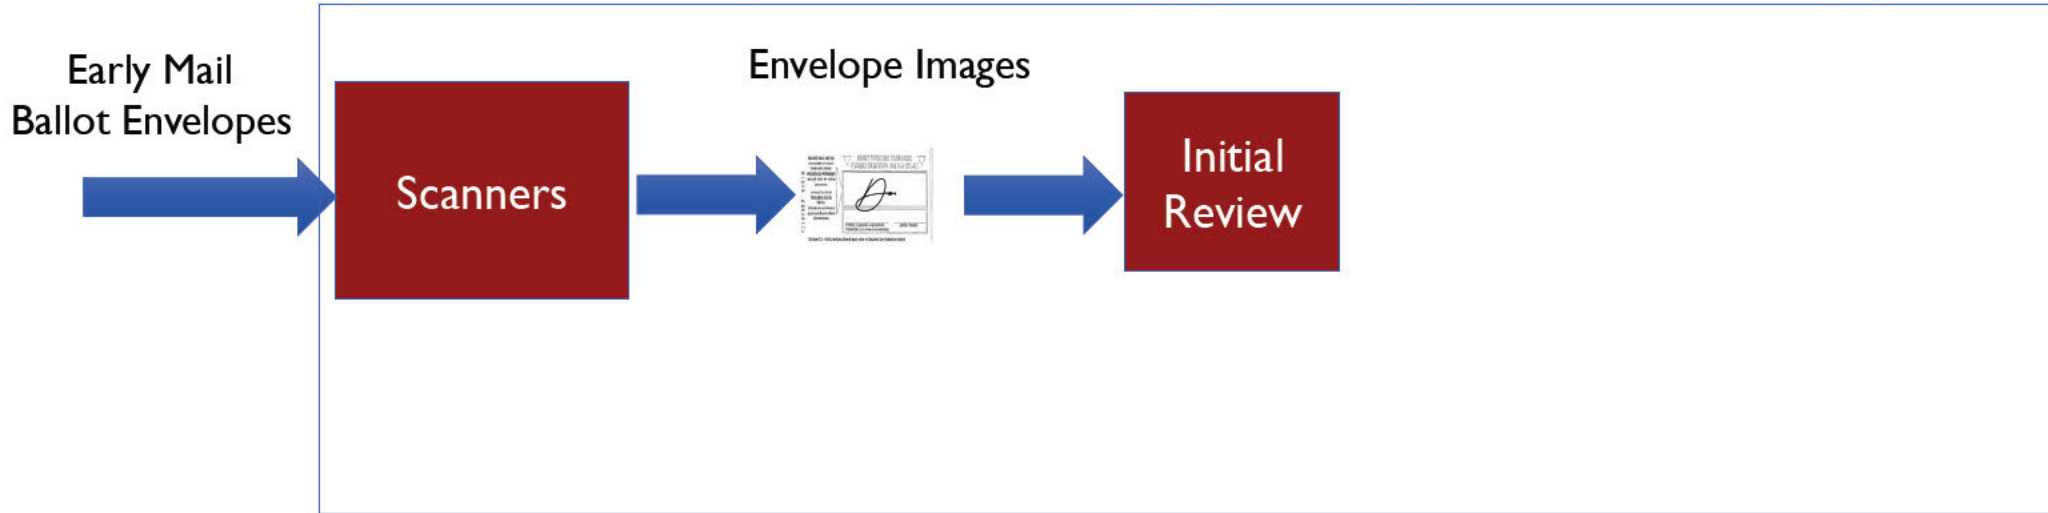 Early Mail
Ballot Envelopes
Scanners
Envelope Images
Initial
Review